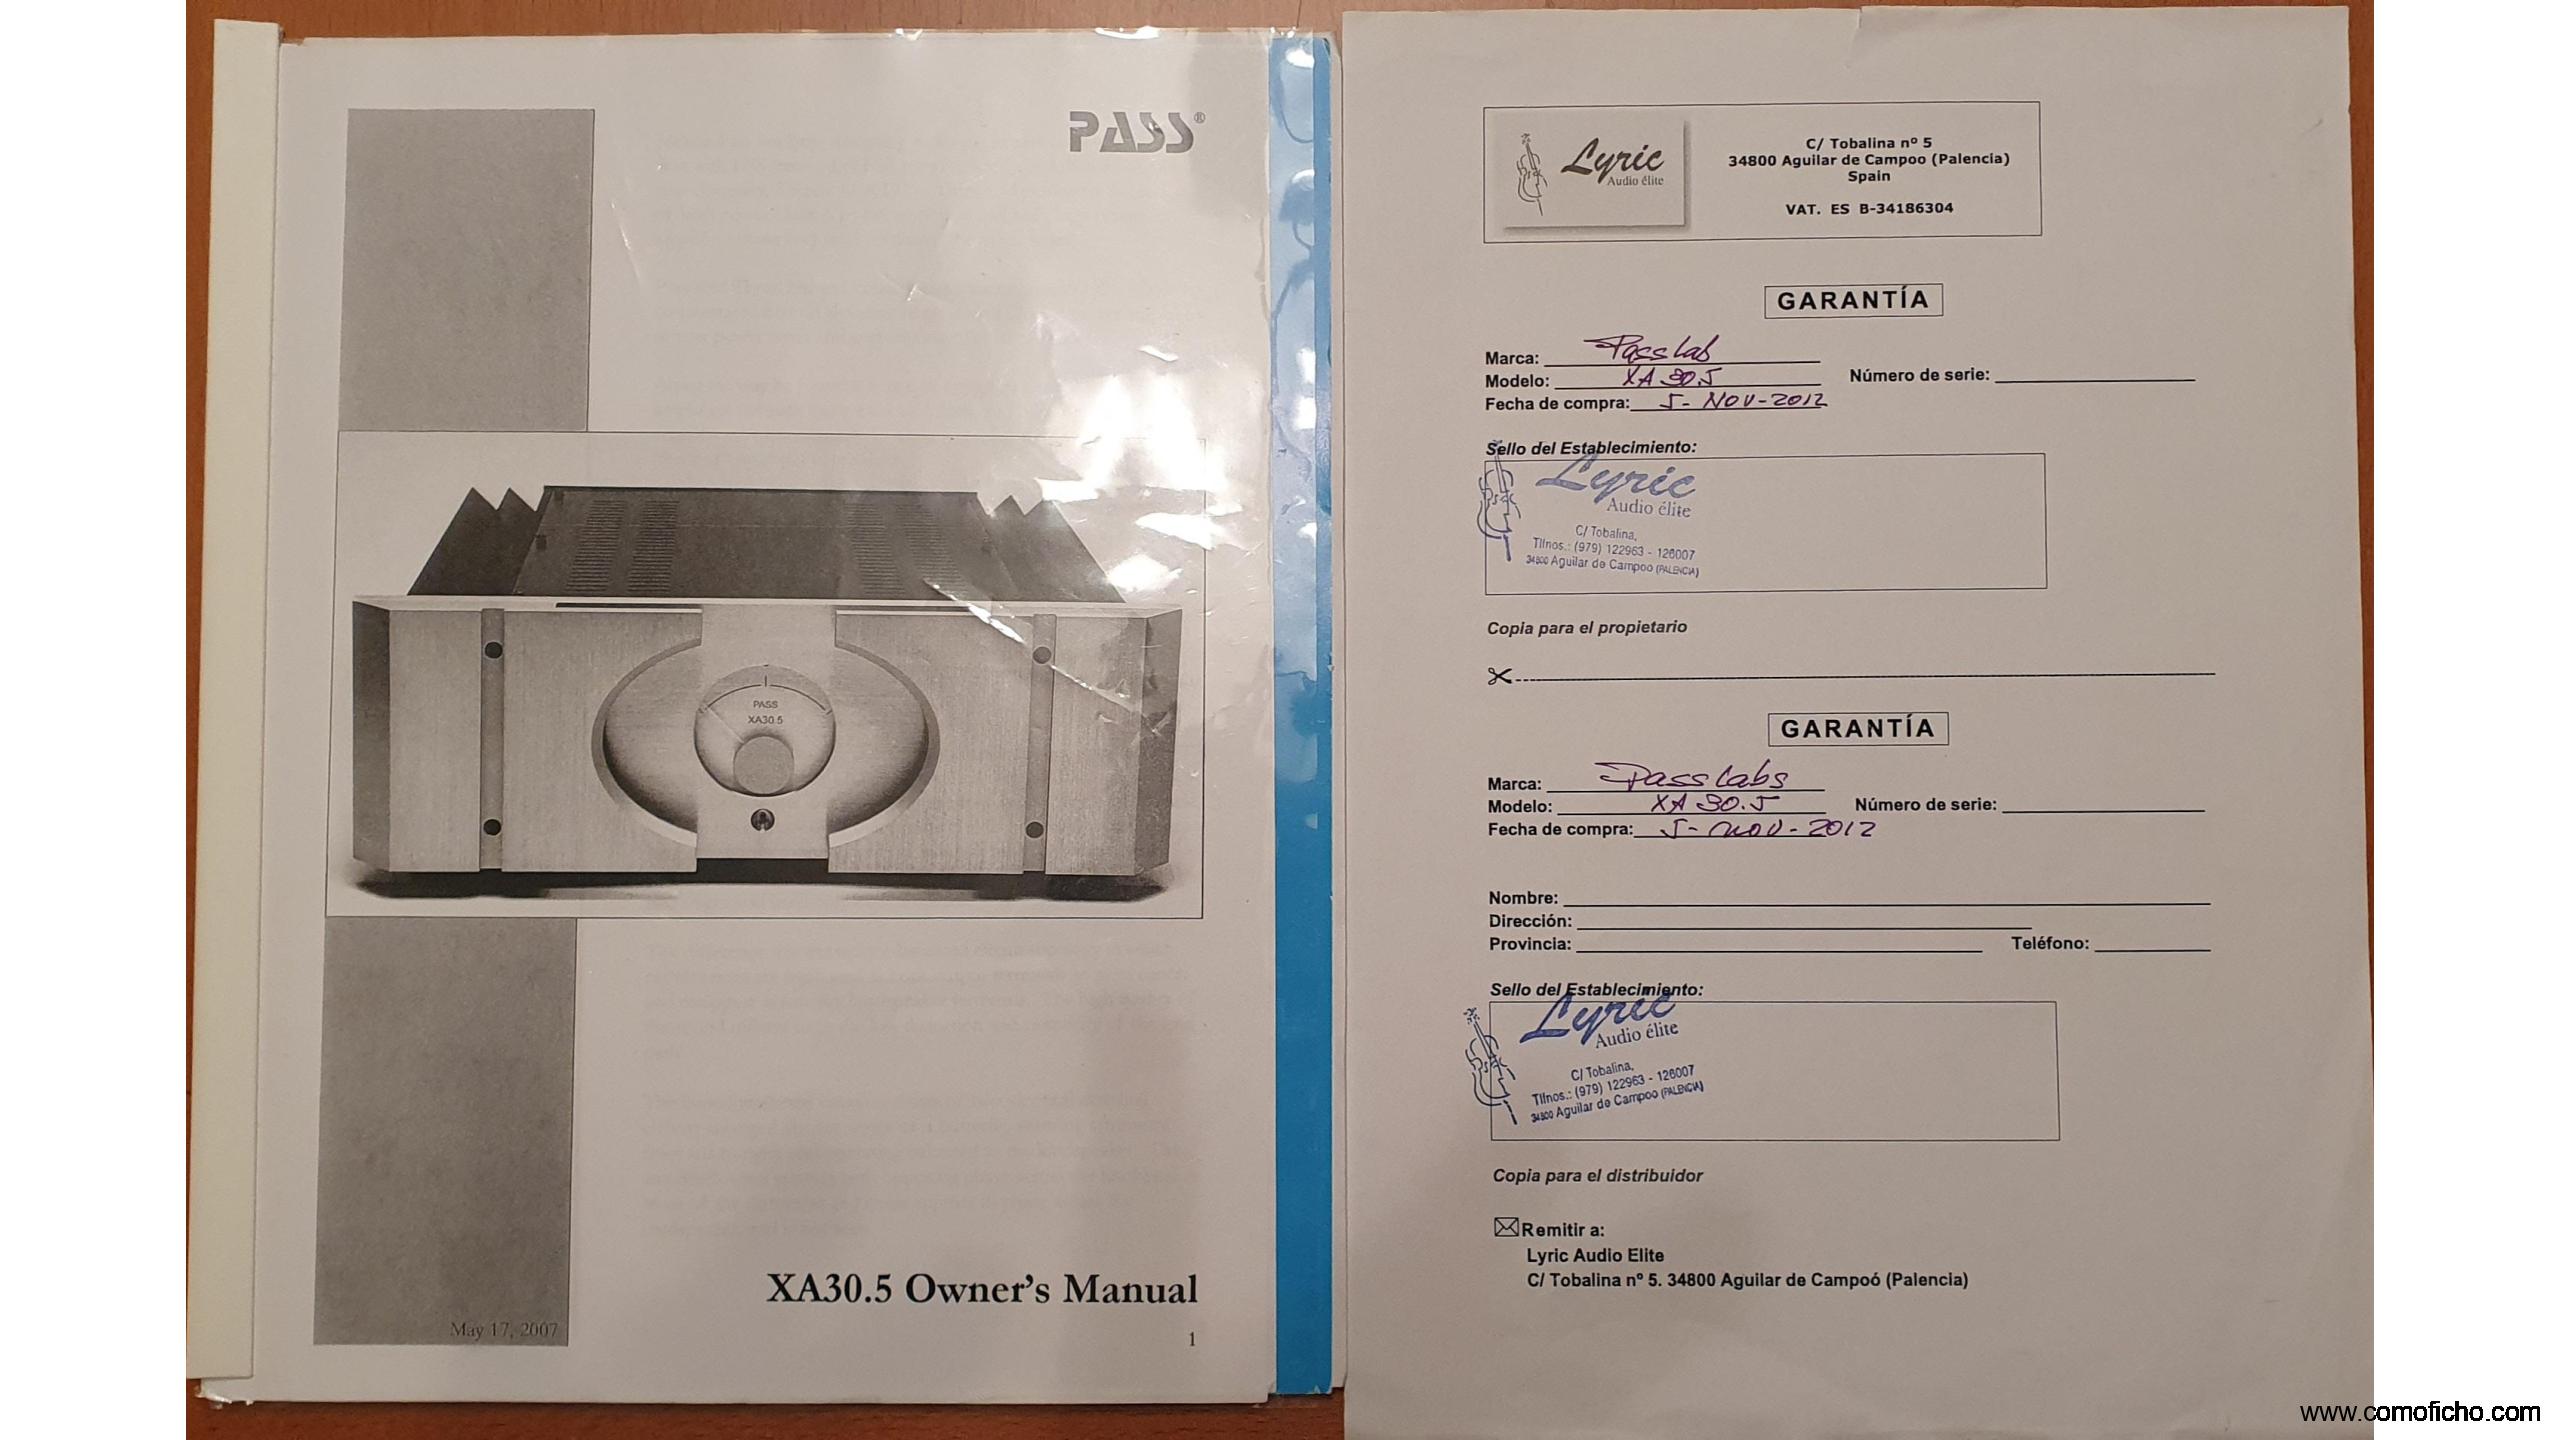 PASS®
PASS
XA30.5
XA30.5 Owner's Manual
May 17, 2007
1
Lyric
Audio élite
C/ Tobalina nº 5
34800 Aguilar de Campoo (Palencia)
Spain
VAT. ES B-34186304
GARANTÍA
Marca: Pass Lab
Modelo: XA 30.5 Número de serie:
Fecha de compra: 5-NOV-2012
Sello del Establecimiento:
Lyric
Audio élite
C/ Tobalina,
Tlfnos.: (979) 122963 - 126007
34800 Aguilar de Campoo (PALENCIA)
Copia para el propietario
GARANTÍA
Marca: Pass Labs
Modelo: XA 30.5 Número de serie:
Fecha de compra: 5-NOV-2012
Nombre:
Dirección:
Provincia: Teléfono:
Sello del Establecimiento:
Lyric
Audio élite
C/ Tobalina,
Tlfnos.: (979) 122963 - 126007
34800 Aguilar de Campoo (PALENCIA)
Copia para el distribuidor
Remitir a:
Lyric Audio Elite
C/ Tobalina nº 5. 34800 Aguilar de Campoó (Palencia)
www.comoficho.com